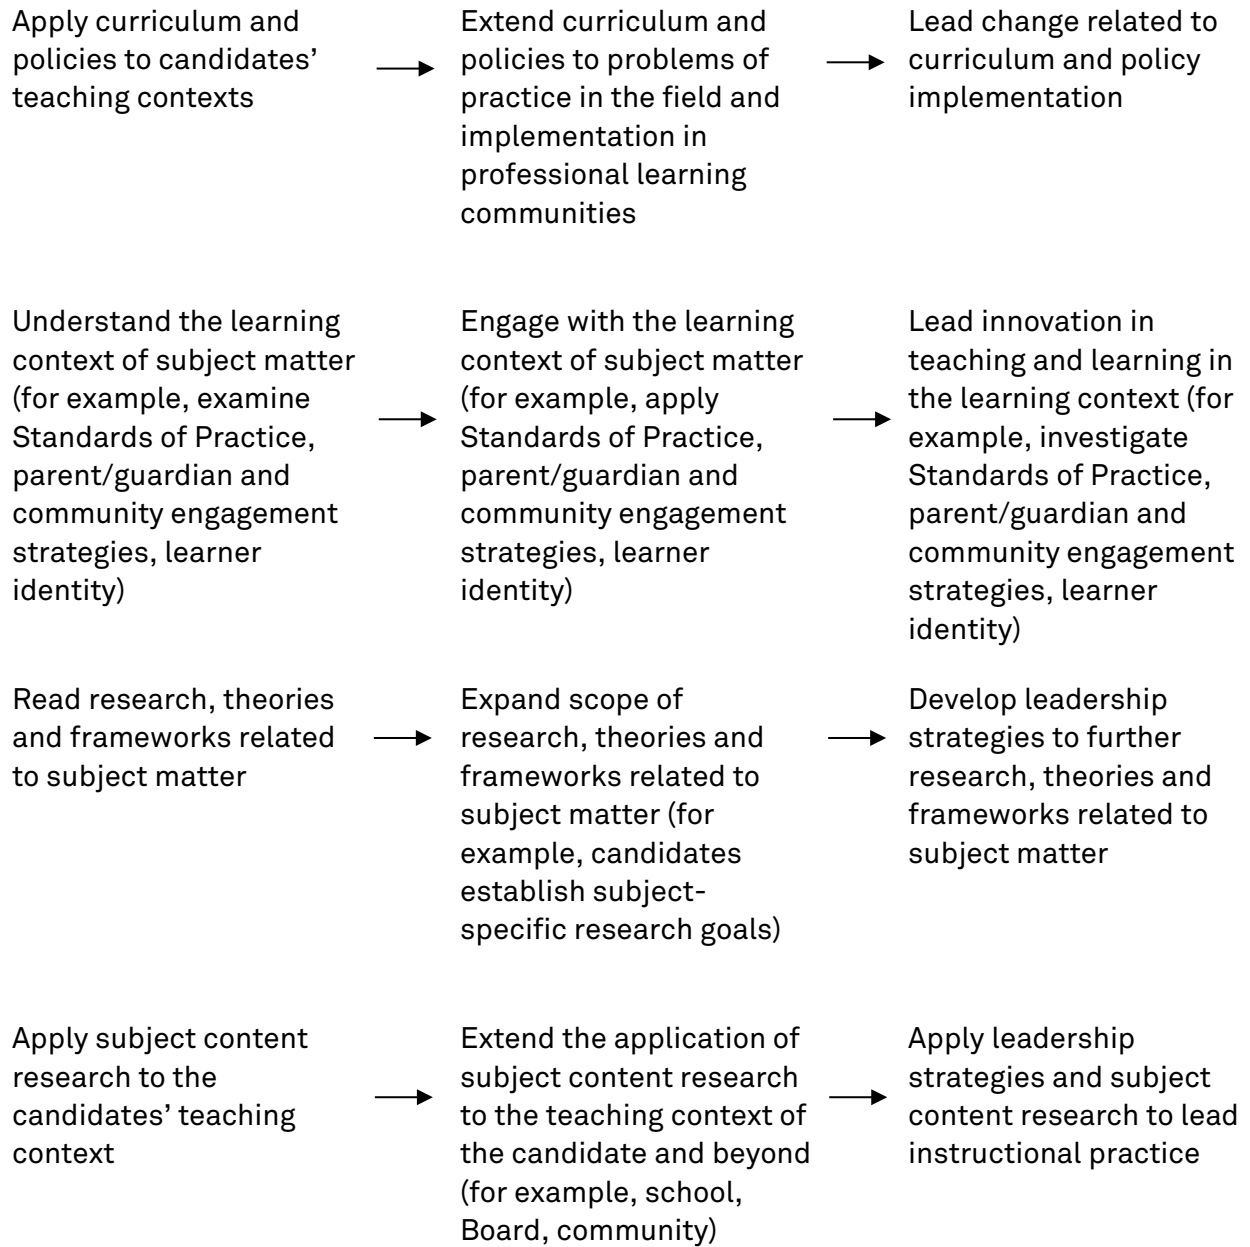 Apply curriculum and
policies to candidates’
teaching contexts
Extend curriculum and
policies to problems of
practice in the field and
implementation in
professional learning
communities
Lead change related to
curriculum and policy
implementation
Understand the learning
context of subject matter
(for example, examine
Standards of Practice,
parent/guardian and
community engagement
strategies, learner
identity)
Engage with the learning
context of subject matter
(for example, apply
Standards of Practice,
parent/guardian and
community engagement
strategies, learner
identity)
Lead innovation in
teaching and learning in
the learning context (for
example, investigate
Standards of Practice,
parent/guardian and
community engagement
strategies, learner
identity)
Read research, theories
and frameworks related
to subject matter
Expand scope of
research, theories and
frameworks related to
subject matter (for
example, candidates
establish subject-
specific research goals)
Develop leadership
strategies to further
research, theories and
frameworks related to
subject matter
Apply subject content
research to the
candidates’ teaching
context
Extend the application of
subject content research
to the teaching context of
the candidate and beyond
(for example, school,
Board, community)
Apply leadership
strategies and subject
content research to lead
instructional practice